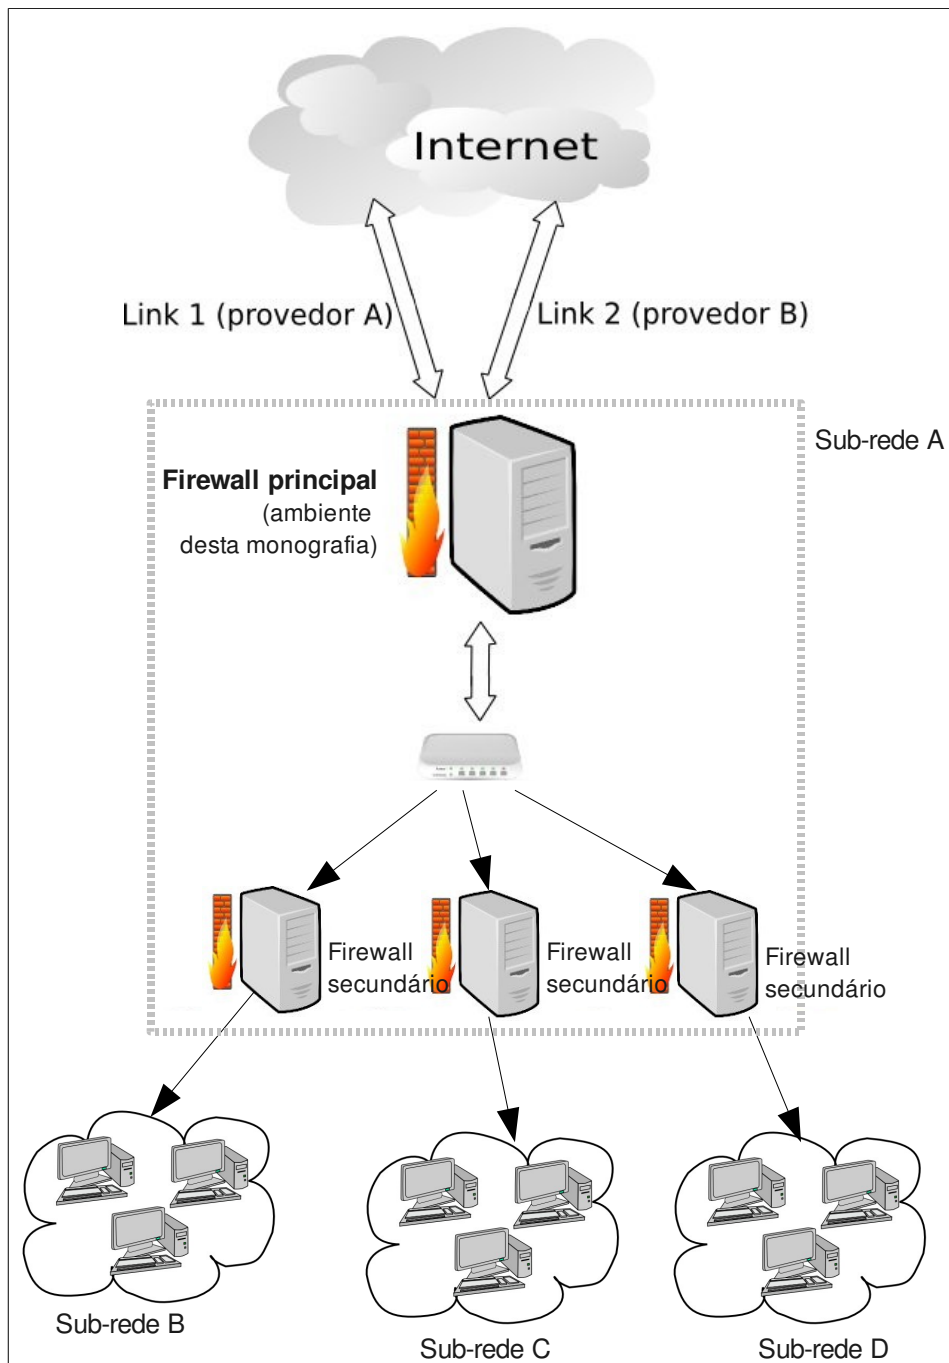 Internet
Link 1 (provedor A)
Link 2 (provedor B)
Sub-rede A
Firewall principal
(ambiente
desta monografia)
Firewall
secundário
Firewall
secundário
Firewall
secundário
Sub-rede B
Sub-rede C
Sub-rede D